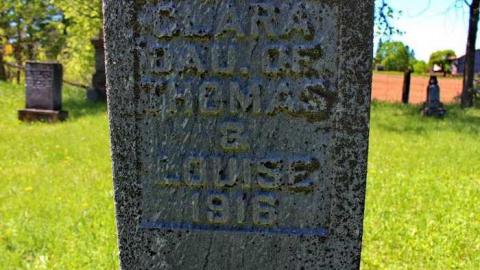 CLARA
DAU. OF
THOMAS
&
LOUISE
1916